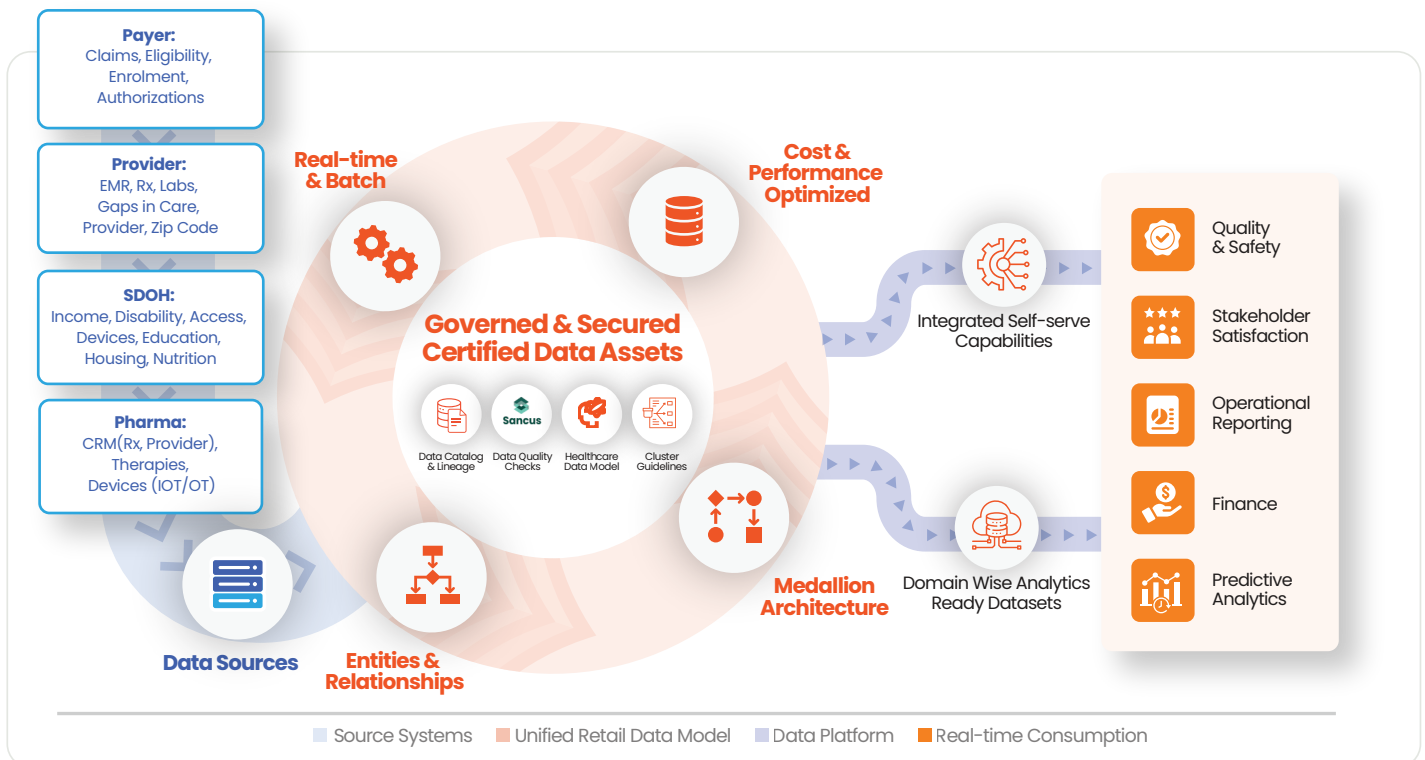 Payer:
Claims, Eligibility,
Enrolment,
Authorizations
Provider:
EMR, Rx, Labs,
Gaps in Care,
Provider, Zip Code
SDOH:
Income, Disability, Access,
Devices, Education,
Housing, Nutrition
Pharma:
CRM(Rx, Provider),
Therapies,
Devices (IOT/OT)
Data Sources
Real-time
& Batch
Cost &
Performance
Optimized
Governed & Secured
Certified Data Assets
Sancus
Data Catalog
& Lineage
Data Quality
Checks
Healthcare
Data Model
Cluster
Guidelines
Entities &
Relationships
Medallion
Architecture
Integrated Self-serve
Capabilities
Domain Wise Analytics
Ready Datasets
Quality
& Safety
Stakeholder
Satisfaction
Operational
Reporting
$
Finance
Predictive
Analytics
Source Systems
Unified Retail Data Model
Data Platform
Real-time Consumption